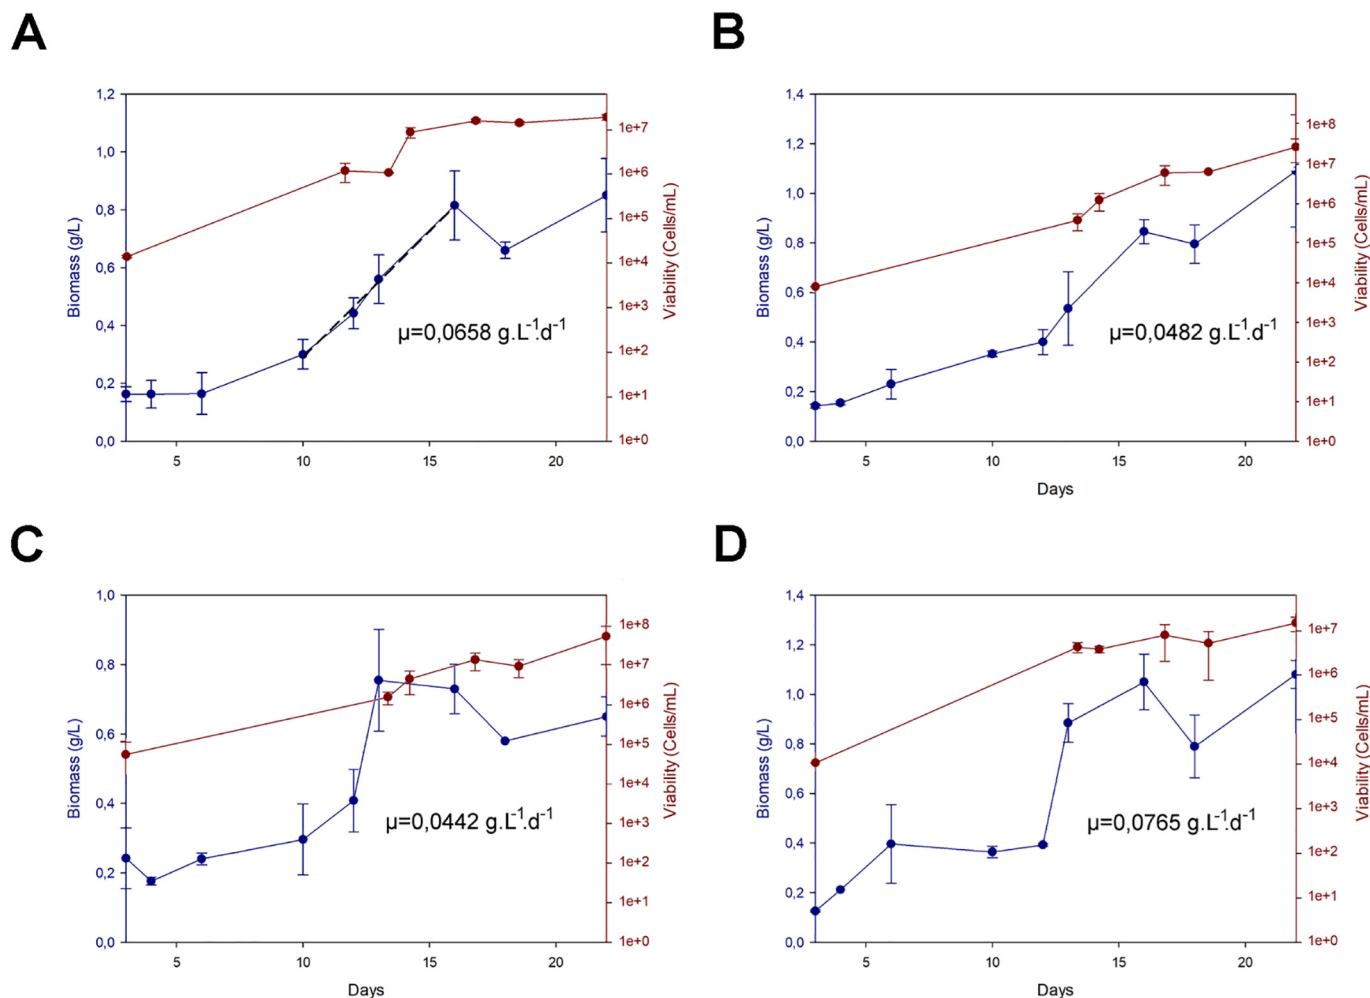 A
B
1,2
1,0
0,8
0,6
0,4
0,2
0,0
Biomass (g/L)
1e+7
1e+6
1e+5
1e+4
1e+3
1e+2
1e+1
1e+0
Viability (Cells/mL)
μ=0,0658 g.L⁻¹.d⁻¹
5 10 15 20
1,4
1,2
1,0
0,8
0,6
0,4
0,2
0,0
Biomass (g/L)
1e+8
1e+7
1e+6
1e+5
1e+4
1e+3
1e+2
1e+1
1e+0
Viability (Cells/mL)
μ=0,0482 g.L⁻¹.d⁻¹
5 10 15 20
Days
C
D
1,0
0,8
0,6
0,4
0,2
0,0
Biomass (g/L)
1e+8
1e+7
1e+6
1e+5
1e+4
1e+3
1e+2
1e+1
1e+0
Viability (Cells/mL)
μ=0,0442 g.L⁻¹.d⁻¹
5 10 15 20
Days
1,4
1,2
1,0
0,8
0,6
0,4
0,2
0,0
Biomass (g/L)
1e+7
1e+6
1e+5
1e+4
1e+3
1e+2
1e+1
1e+0
Viability (Cells/mL)
μ=0,0765 g.L⁻¹.d⁻¹
5 10 15 20
Days